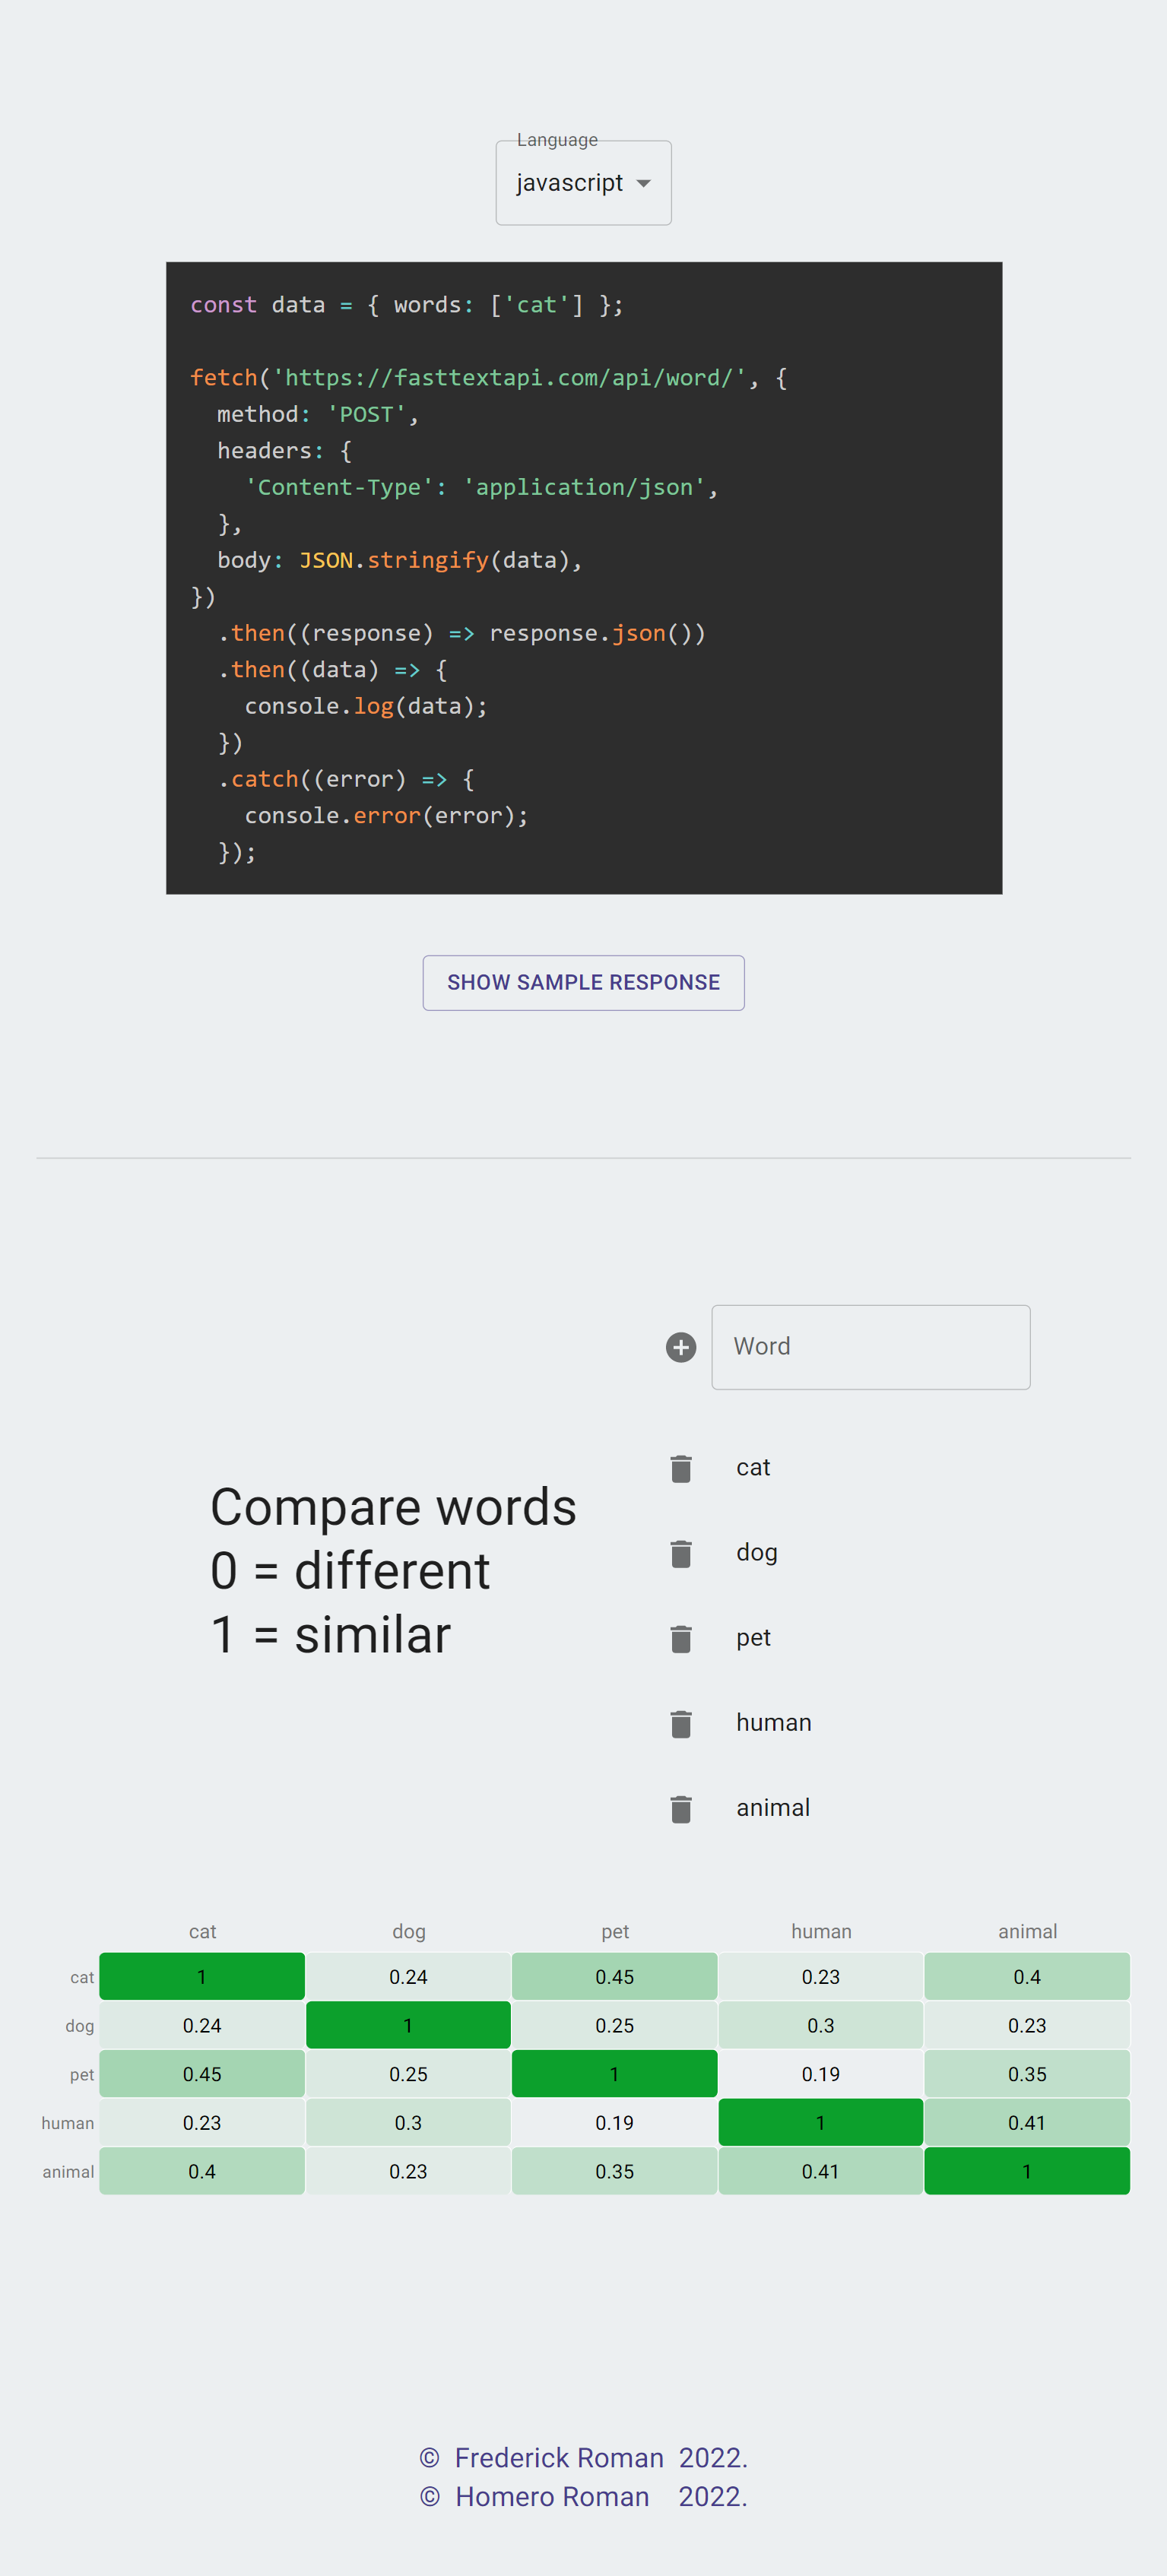 Language
javascript
const data = { words: ['cat'] };
fetch('https://fasttextapi.com/api/word/', {
  method: 'POST',
  headers: {
    'Content-Type': 'application/json',
  },
  body: JSON.stringify(data),
})
  .then((response) => response.json())
  .then((data) => {
    console.log(data);
  })
  .catch((error) => {
    console.error(error);
  });
SHOW SAMPLE RESPONSE
Compare words
0 = different
1 = similar
Word
cat
dog
pet
human
animal
cat dog pet human animal
cat 1 0.24 0.45 0.23 0.4
dog 0.24 1 0.25 0.3 0.23
pet 0.45 0.25 1 0.19 0.35
human 0.23 0.3 0.19 1 0.41
animal 0.4 0.23 0.35 0.41 1
© Frederick Roman 2022.
© Homero Roman 2022.